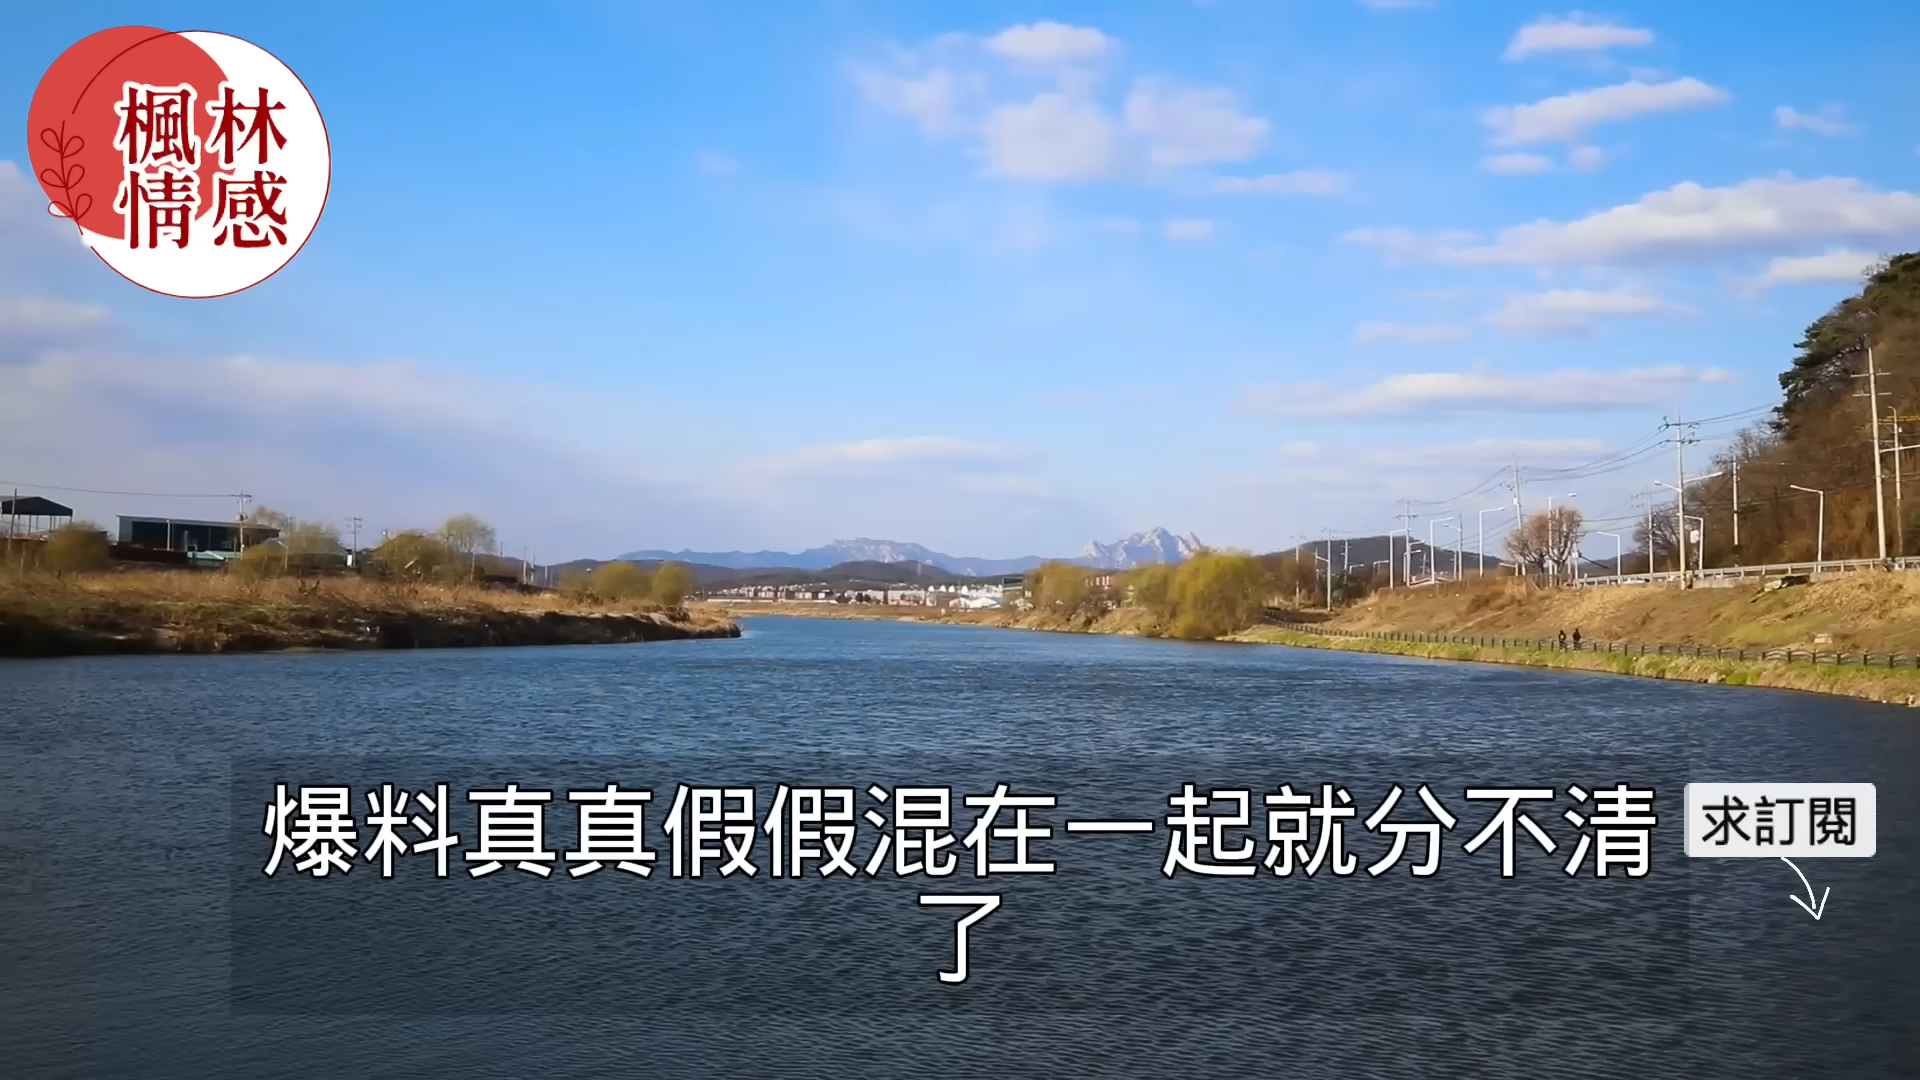 楓林
情感
爆料真真假假混在一起就分不清
了
求訂閱